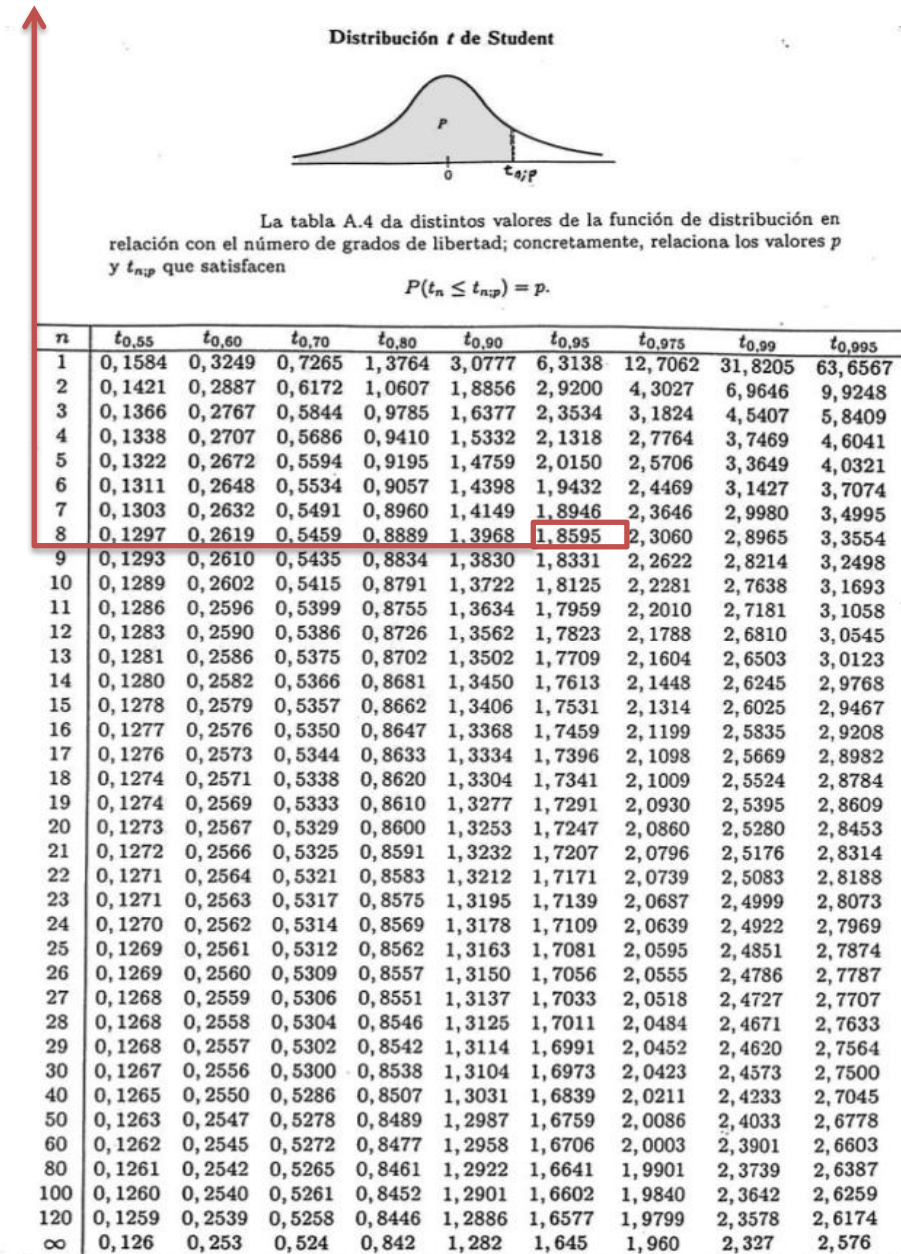 Distribución t de Student
P
0
t n;p
La tabla A.4 da distintos valores de la función de distribución en
relación con el número de grados de libertad; concretamente, relaciona los valores p
y t n;p que satisfacen
P(t n ≤ t n;p) = p.
n t0,55 t0,60 t0,70 t0,80 t0,90 t0,95 t0,975 t0,99 t0,995
1 0,1584 0,3249 0,7265 1,3764 3,0777 6,3138 12,7062 31,8205 63,6567
2 0,1421 0,2887 0,6172 1,0607 1,8856 2,9200 4,3027 6,9646 9,9248
3 0,1366 0,2767 0,5844 0,9785 1,6377 2,3534 3,1824 4,5407 5,8409
4 0,1338 0,2707 0,5686 0,9410 1,5332 2,1318 2,7764 3,7469 4,6041
5 0,1322 0,2672 0,5594 0,9195 1,4759 2,0150 2,5706 3,3649 4,0321
6 0,1311 0,2648 0,5534 0,9057 1,4398 1,9432 2,4469 3,1427 3,7074
7 0,1303 0,2632 0,5491 0,8960 1,4149 1,8946 2,3646 2,9980 3,4995
8 0,1297 0,2619 0,5459 0,8889 1,3968 1,8595 2,3060 2,8965 3,3554
9 0,1293 0,2610 0,5435 0,8834 1,3830 1,8331 2,2622 2,8214 3,2498
10 0,1289 0,2602 0,5415 0,8791 1,3722 1,8125 2,2281 2,7638 3,1693
11 0,1286 0,2596 0,5399 0,8755 1,3634 1,7959 2,2010 2,7181 3,1058
12 0,1283 0,2590 0,5386 0,8726 1,3562 1,7823 2,1788 2,6810 3,0545
13 0,1281 0,2586 0,5375 0,8702 1,3502 1,7709 2,1604 2,6503 3,0123
14 0,1280 0,2582 0,5366 0,8681 1,3450 1,7613 2,1448 2,6245 2,9768
15 0,1278 0,2579 0,5357 0,8662 1,3406 1,7531 2,1314 2,6025 2,9467
16 0,1277 0,2576 0,5350 0,8647 1,3368 1,7459 2,1199 2,5835 2,9208
17 0,1276 0,2573 0,5344 0,8633 1,3334 1,7396 2,1098 2,5669 2,8982
18 0,1274 0,2571 0,5338 0,8620 1,3304 1,7341 2,1009 2,5524 2,8784
19 0,1274 0,2569 0,5333 0,8610 1,3277 1,7291 2,0930 2,5395 2,8609
20 0,1273 0,2567 0,5329 0,8600 1,3253 1,7247 2,0860 2,5280 2,8453
21 0,1272 0,2566 0,5325 0,8591 1,3232 1,7207 2,0796 2,5176 2,8314
22 0,1271 0,2564 0,5321 0,8583 1,3212 1,7171 2,0739 2,5083 2,8188
23 0,1271 0,2563 0,5317 0,8575 1,3195 1,7139 2,0687 2,4999 2,8073
24 0,1270 0,2562 0,5314 0,8569 1,3178 1,7109 2,0639 2,4922 2,7969
25 0,1269 0,2561 0,5312 0,8562 1,3163 1,7081 2,0595 2,4851 2,7874
26 0,1269 0,2560 0,5309 0,8557 1,3150 1,7056 2,0555 2,4786 2,7787
27 0,1268 0,2559 0,5306 0,8551 1,3137 1,7033 2,0518 2,4727 2,7707
28 0,1268 0,2558 0,5304 0,8546 1,3125 1,7011 2,0484 2,4671 2,7633
29 0,1268 0,2557 0,5302 0,8542 1,3114 1,6991 2,0452 2,4620 2,7564
30 0,1267 0,2556 0,5300 0,8538 1,3104 1,6973 2,0423 2,4573 2,7500
40 0,1265 0,2550 0,5286 0,8507 1,3031 1,6839 2,0211 2,4233 2,7045
50 0,1263 0,2547 0,5278 0,8489 1,2987 1,6759 2,0086 2,4033 2,6778
60 0,1262 0,2545 0,5272 0,8477 1,2958 1,6706 2,0003 2,3901 2,6603
80 0,1261 0,2542 0,5265 0,8461 1,2922 1,6641 1,9901 2,3739 2,6387
100 0,1260 0,2540 0,5261 0,8452 1,2901 1,6602 1,9840 2,3642 2,6259
120 0,1259 0,2539 0,5258 0,8446 1,2886 1,6577 1,9799 2,3578 2,6174
∞ 0,126 0,253 0,524 0,842 1,282 1,645 1,960 2,327 2,576